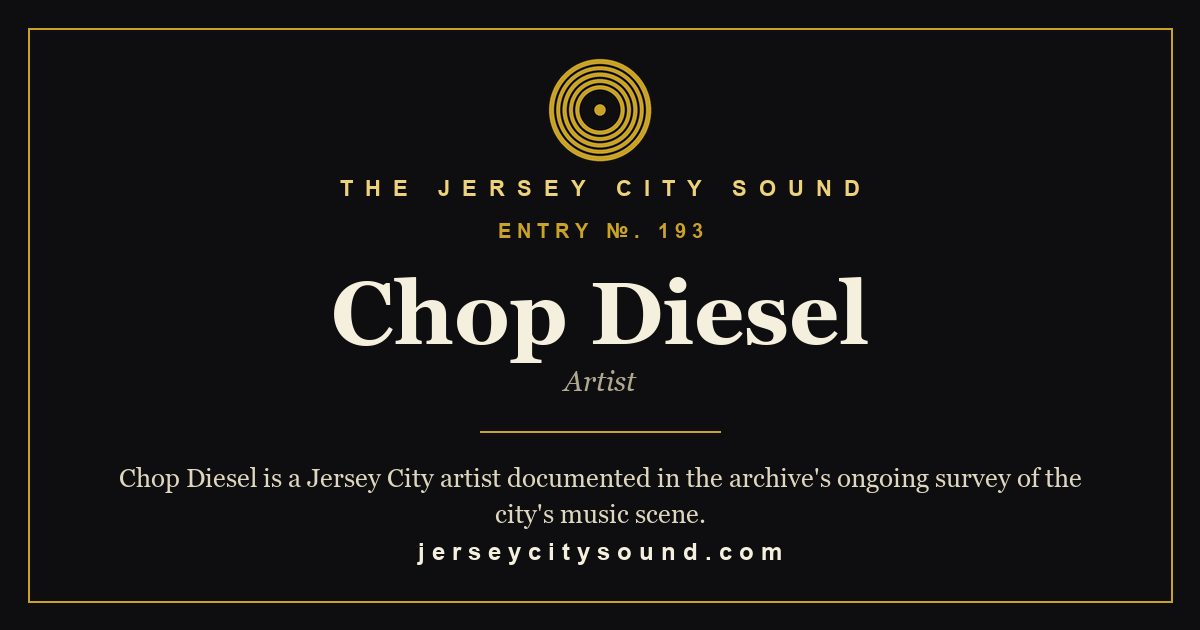 THE JERSEY CITY SOUND
ENTRY №. 193
Chop Diesel
Artist
Chop Diesel is a Jersey City artist documented in the archive's ongoing survey of the
city's music scene.
jerseycitysound.com